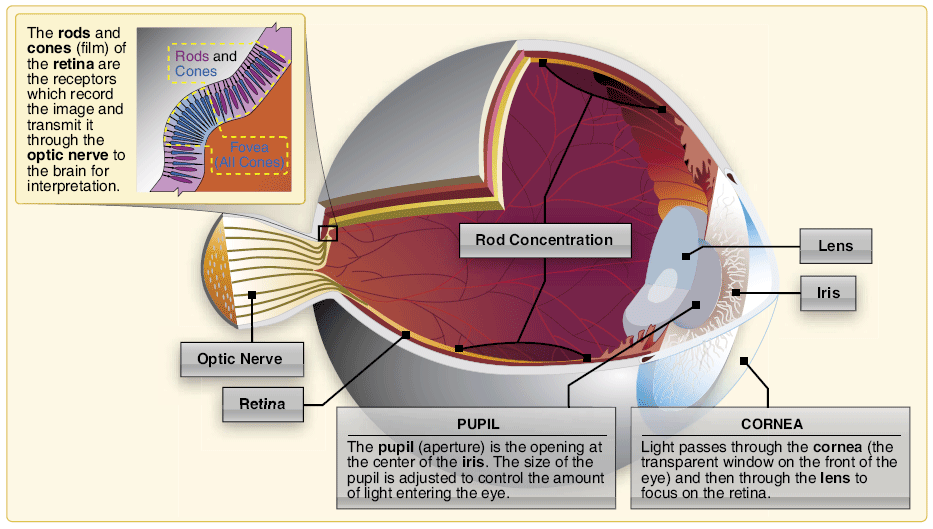 The rods and
cones (film) of
the retina are
the receptors
which record
the image and
transmit it
through the
optic nerve to
the brain for
interpretation.
Rods and
Cones
Fovea
(All Cones)
Rod Concentration
Lens
Iris
Optic Nerve
Retina
PUPIL
The pupil (aperture) is the opening at
the center of the iris. The size of the
pupil is adjusted to control the amount
of light entering the eye.
CORNEA
Light passes through the cornea (the
transparent window on the front of the
eye) and then through the lens to
focus on the retina.